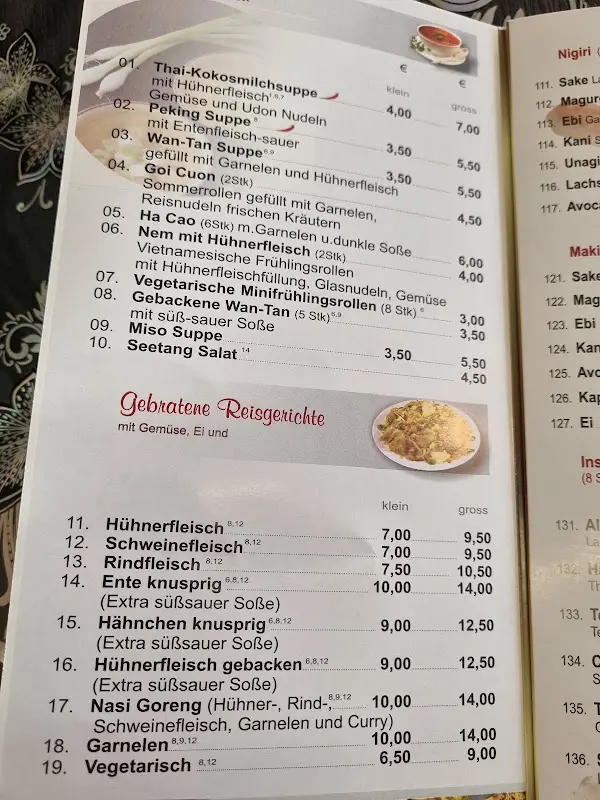 € €
klein gross
01. Thai-Kokosmilchsuppe
mit Hühnerfleisch1,6,7
Gemüse und Udon Nudeln 4,00 7,00
02. Peking Suppe 8
mit Entenfleisch-sauer 3,50 5,50
03. Wan-Tan Suppe6,9
gefüllt mit Garnelen und Hühnerfleisch 3,50 5,50
04. Goi Cuon (2Stk)
Sommerrollen gefüllt mit Garnelen,
Reisnudeln frischen Kräutern 4,50
05. Ha Cao (6Stk) m.Garnelen u.dunkle Soße 6,00
06. Nem mit Hühnerfleisch (2Stk) 4,00
Vietnamesische Frühlingsrollen
mit Hühnerfleischfüllung, Glasnudeln, Gemüse
07. Vegetarische Minifrühlingsrollen (8 Stk) 6 3,00
08. Gebackene Wan-Tan (5 Stk)6,9 3,50
mit süß-saur Soße
09. Miso Suppe 3,50 5,50
10. Seetang Salat 14 4,50
Gebratene Reisgerichte
mit Gemüse, Ei und
klein gross
11. Hühnerfleisch 8,12 7,00 9,50
12. Schweinefleisch 8,12 7,00 9,50
13. Rindfleisch 8,12 7,50 10,50
14. Ente knusprig 6,8,12 10,00 14,00
(Extra süßsauer Soße)
15. Hähnchen knusprig 6,8,12 9,00 12,50
(Extra süßsauer Soße)
16. Hühnerfleisch gebacken 6,8,12 9,00 12,50
(Extra süßsauer Soße)
17. Nasi Goreng (Hühner-, Rind-, 8,9,12 10,00 14,00
Schweinefleisch, Garnelen und Curry)
18. Garnelen 8,9,12 10,00 14,00
19. Vegetarisch 8,12 6,50 9,00
Nigiri
111. Sake
112.
113. Ebi
114. Kani
115. Unagi
116. Lachs
117.
Maki
121. Sake
122.
123. Ebi
124.
125.
126.
127. Ei
(8
131.
132.
133.
134.
135.
136.